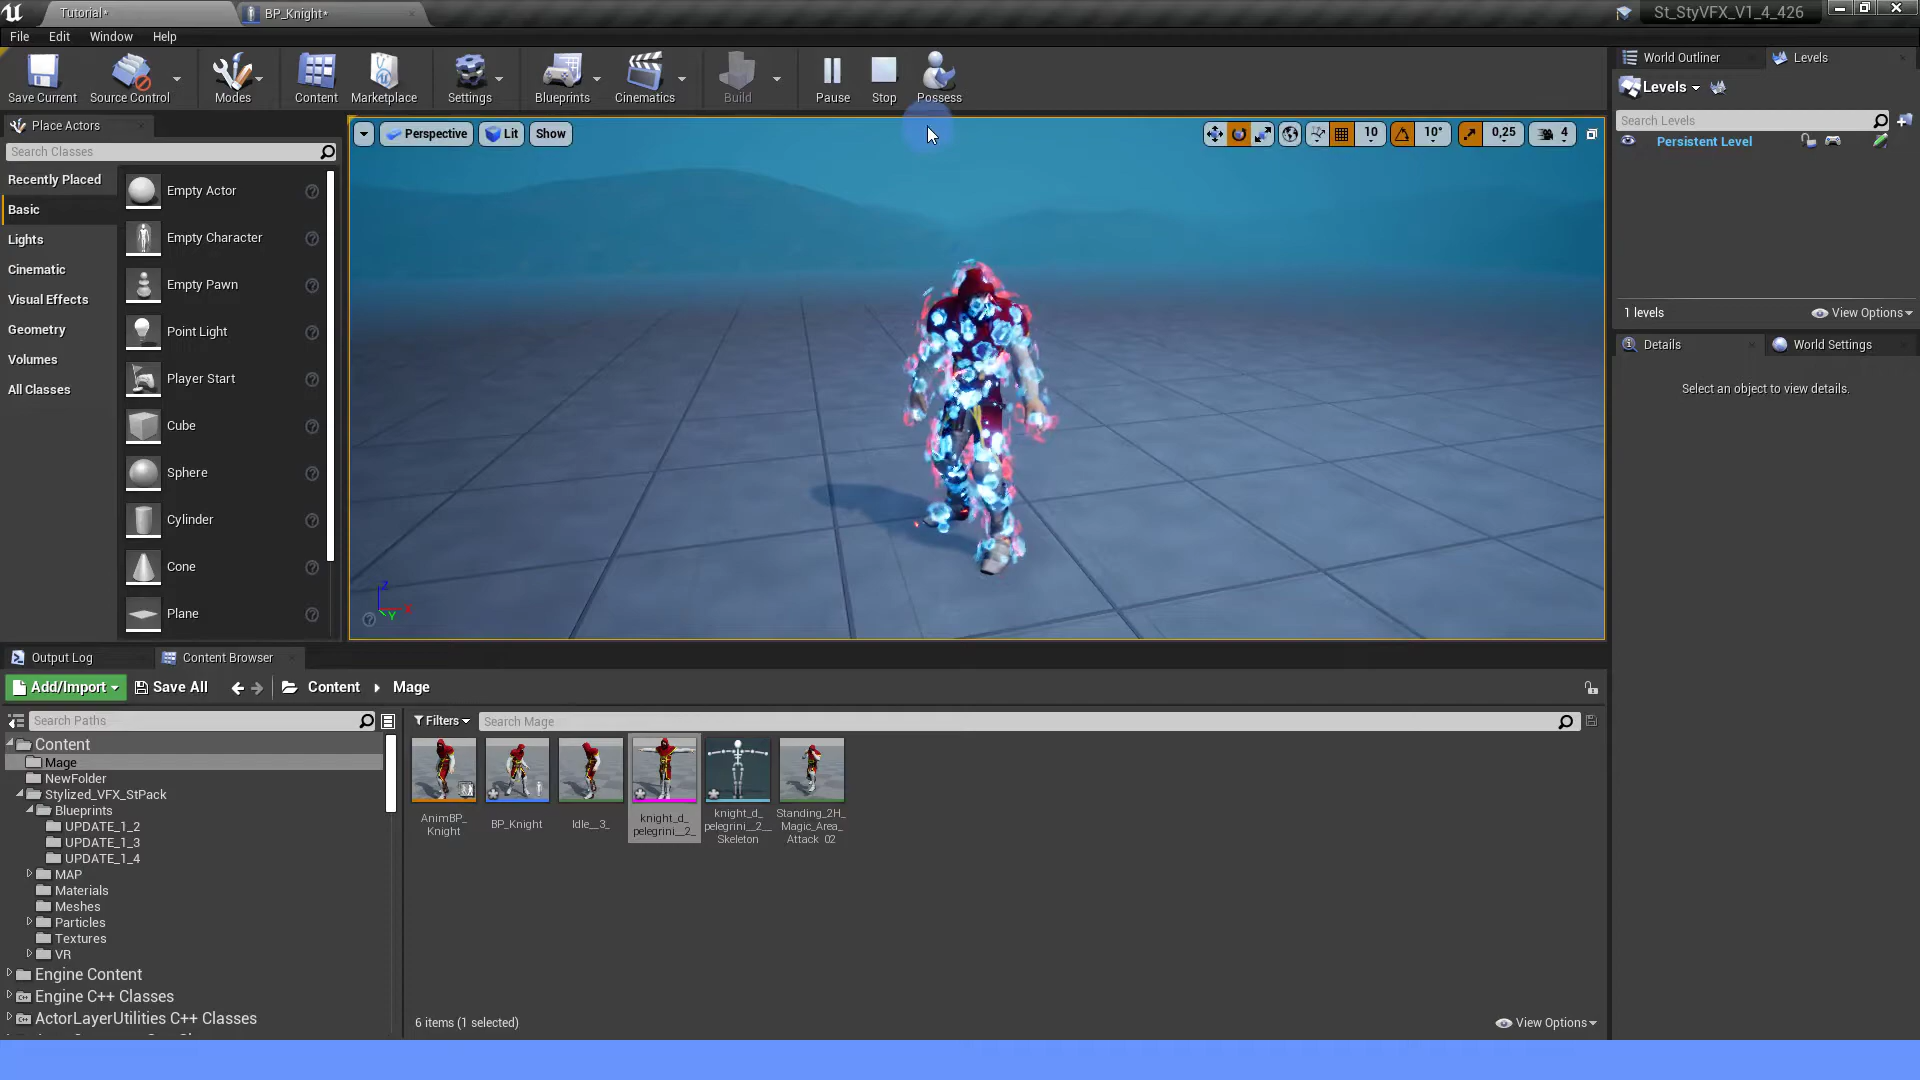 Tutorial*
BP_Knight*
St_StyVFX_V1_4_426
File Edit Window Help
Save Current
Source Control
Modes
Content
Marketplace
Settings
Blueprints
Cinematics
Build
Pause
Stop
Possess
World Outliner
Levels
Levels
Search Levels
Persistent Level
1 levels
View Options
Details
World Settings
Select an object to view details.
Place Actors
Search Classes
Recently Placed
Basic
Lights
Cinematic
Visual Effects
Geometry
Volumes
All Classes
Empty Actor
Empty Character
Empty Pawn
Point Light
Player Start
Cube
Sphere
Cylinder
Cone
Plane
Perspective
Lit
Show
10
10°
0,25
4
Z
X
Y
Output Log
Content Browser
Add/Import
Save All
Content
Mage
Search Paths
Filters
Search Mage
Content
Mage
NewFolder
Stylized_VFX_StPack
Blueprints
UPDATE_1_2
UPDATE_1_3
UPDATE_1_4
MAP
Materials
Meshes
Particles
Textures
VR
Engine Content
Engine C++ Classes
ActorLayerUtilities C++ Classes
AnimBP_
Knight
BP_Knight
Idle__3_
knight_d_
pelegrini__2_
knight_d_
pelegrini__2__
Skeleton
Standing_2H_
Magic_Area_
Attack_02
6 items (1 selected)
View Options